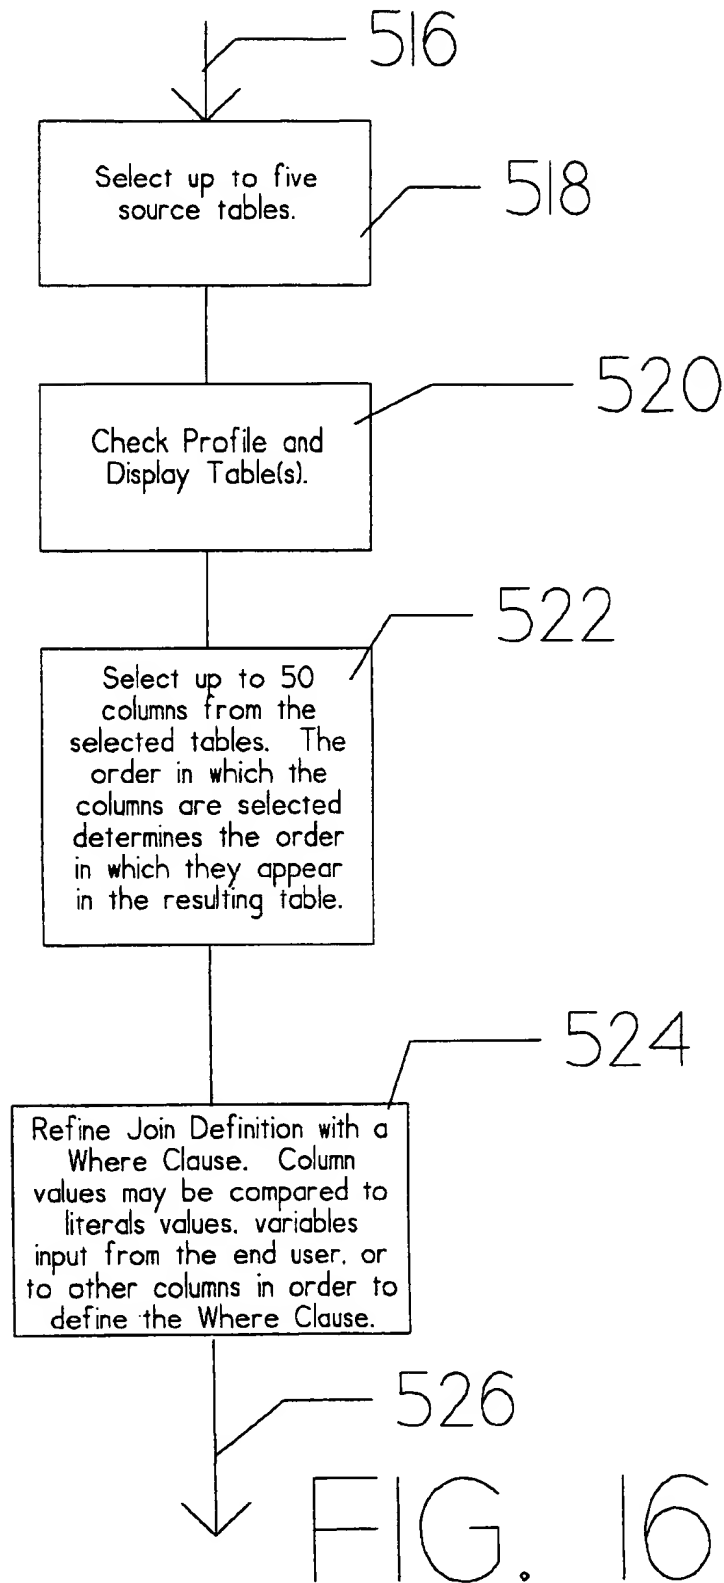 516
Select up to five
source tables.
518
520
Check Profile and
Display Table(s).
522
Select up to 50
columns from the
selected tables. The
order in which the
columns are selected
determines the order
in which they appear
in the resulting table.
524
Refine Join Definition with a
Where Clause. Column
values may be compared to
literals values, variables
input from the end user, or
to other columns in order to
define the Where Clause.
526
FIG. 16